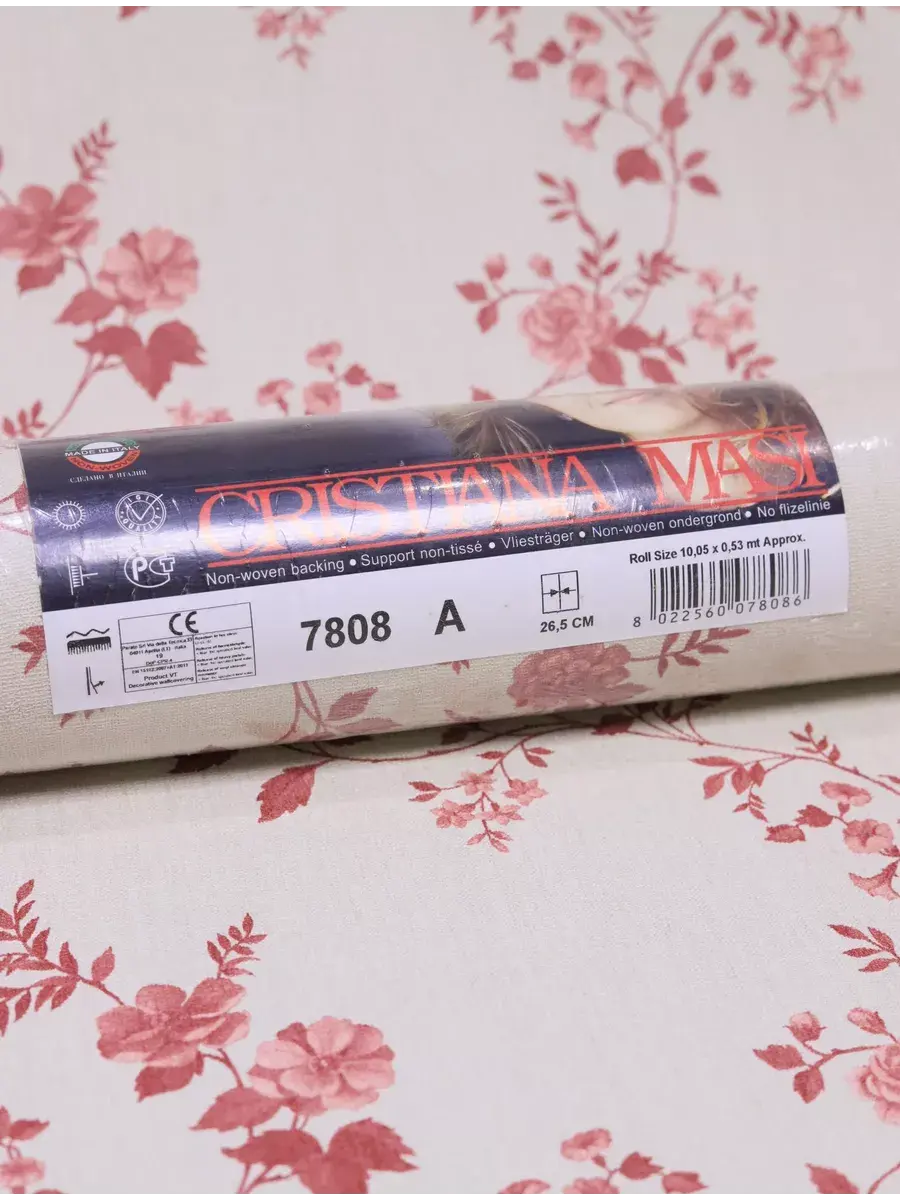 MADE IN ITALY
NON-WOVEN
СДЕЛАНО В ИТАЛИИ
CRISTIANA MASI
Non-woven backing • Support non-tissé • Vliesträger • Non-woven ondergrond • No flizelinie
CE
19
Product VT
Decorative wallcovering
7808 A
26,5 CM
Roll Size 10,05 x 0,53 mt Approx.
8 022560 078086